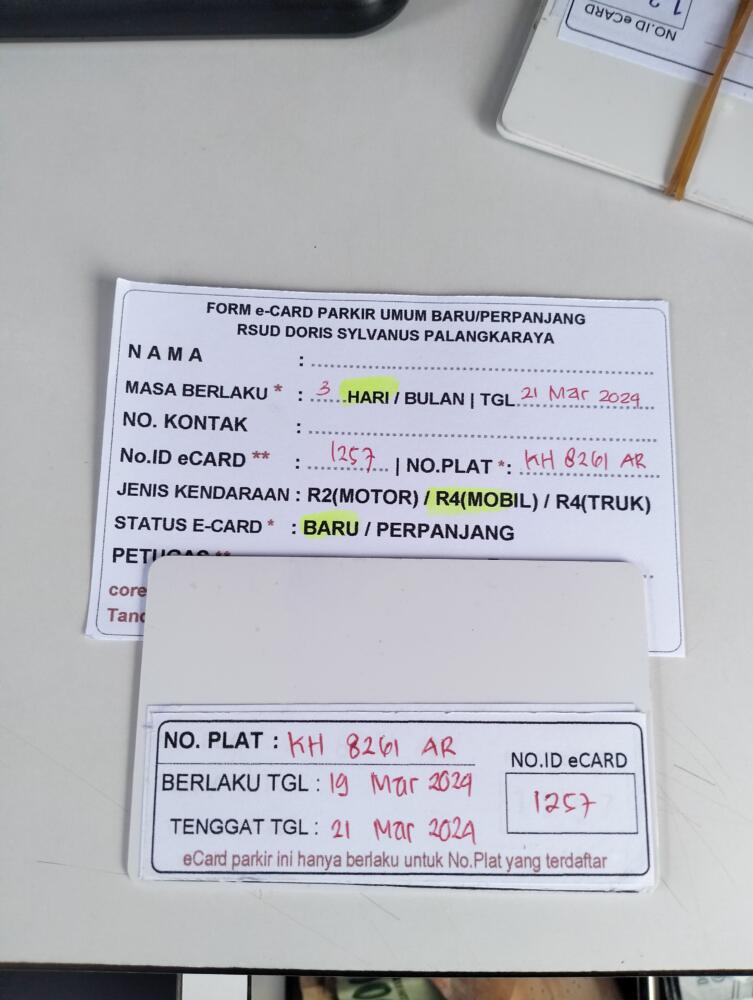 NO.ID eCARD
FORM e-CARD PARKIR UMUM BARU/PERPANJANG
RSUD DORIS SYLVANUS PALANGKARAYA
NAMA :
MASA BERLAKU * : 3 HARI / BULAN | TGL 21 Mar 2024
NO. KONTAK :
No.ID eCARD ** : 1257 | NO.PLAT *: KH 8261 AR
JENIS KENDARAAN : R2(MOTOR) / R4(MOBIL) / R4(TRUK)
STATUS E-CARD * : BARU / PERPANJANG
NO. PLAT : KH 8261 AR
NO.ID eCARD
BERLAKU TGL : 19 Mar 2024
1257
TENGGAT TGL : 21 Mar 2024
eCard parkir ini hanya berlaku untuk No.Plat yang terdaftar